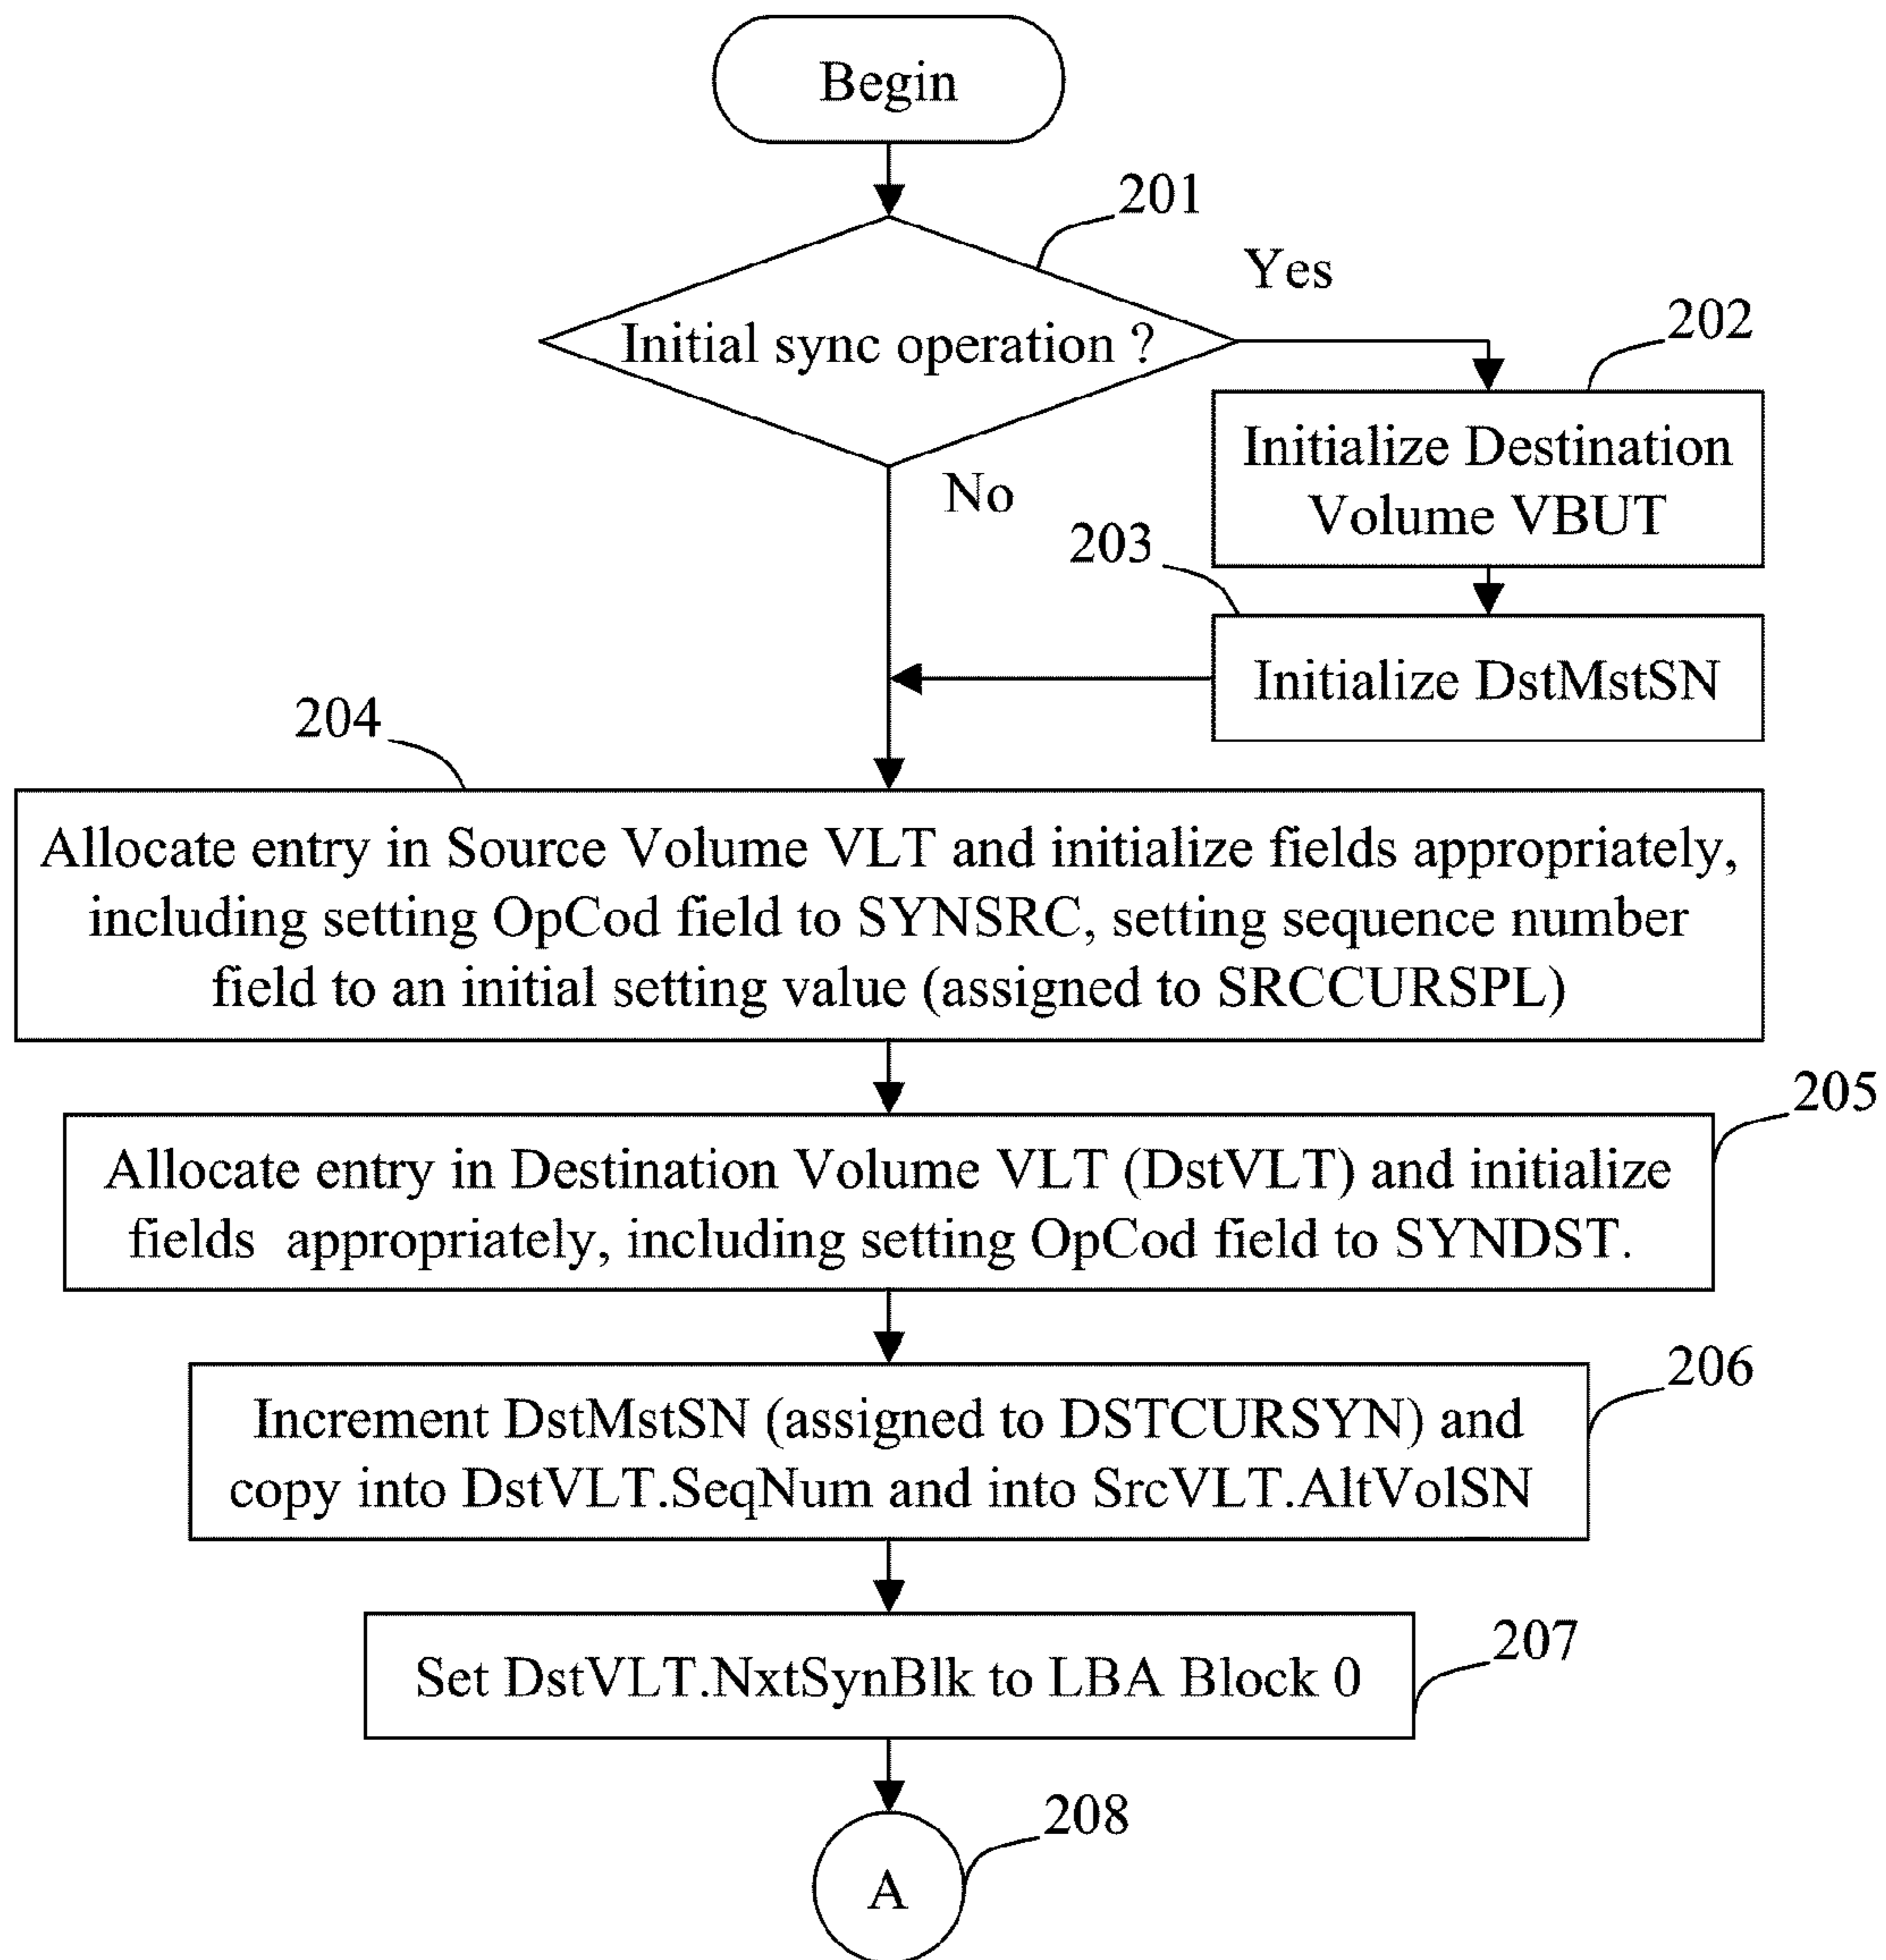 Begin
201
Initial sync operation ?
Yes
202
Initialize Destination
Volume VBUT
No
203
Initialize DstMstSN
204
Allocate entry in Source Volume VLT and initialize fields appropriately,
including setting OpCod field to SYNSRC, setting sequence number
field to an initial setting value (assigned to SRCCURSPL)
205
Allocate entry in Destination Volume VLT (DstVLT) and initialize
fields appropriately, including setting OpCod field to SYNDST.
206
Increment DstMstSN (assigned to DSTCURSYN) and
copy into DstVLT.SeqNum and into SrcVLT.AltVolSN
207
Set DstVLT.NxtSynBlk to LBA Block 0
208
A